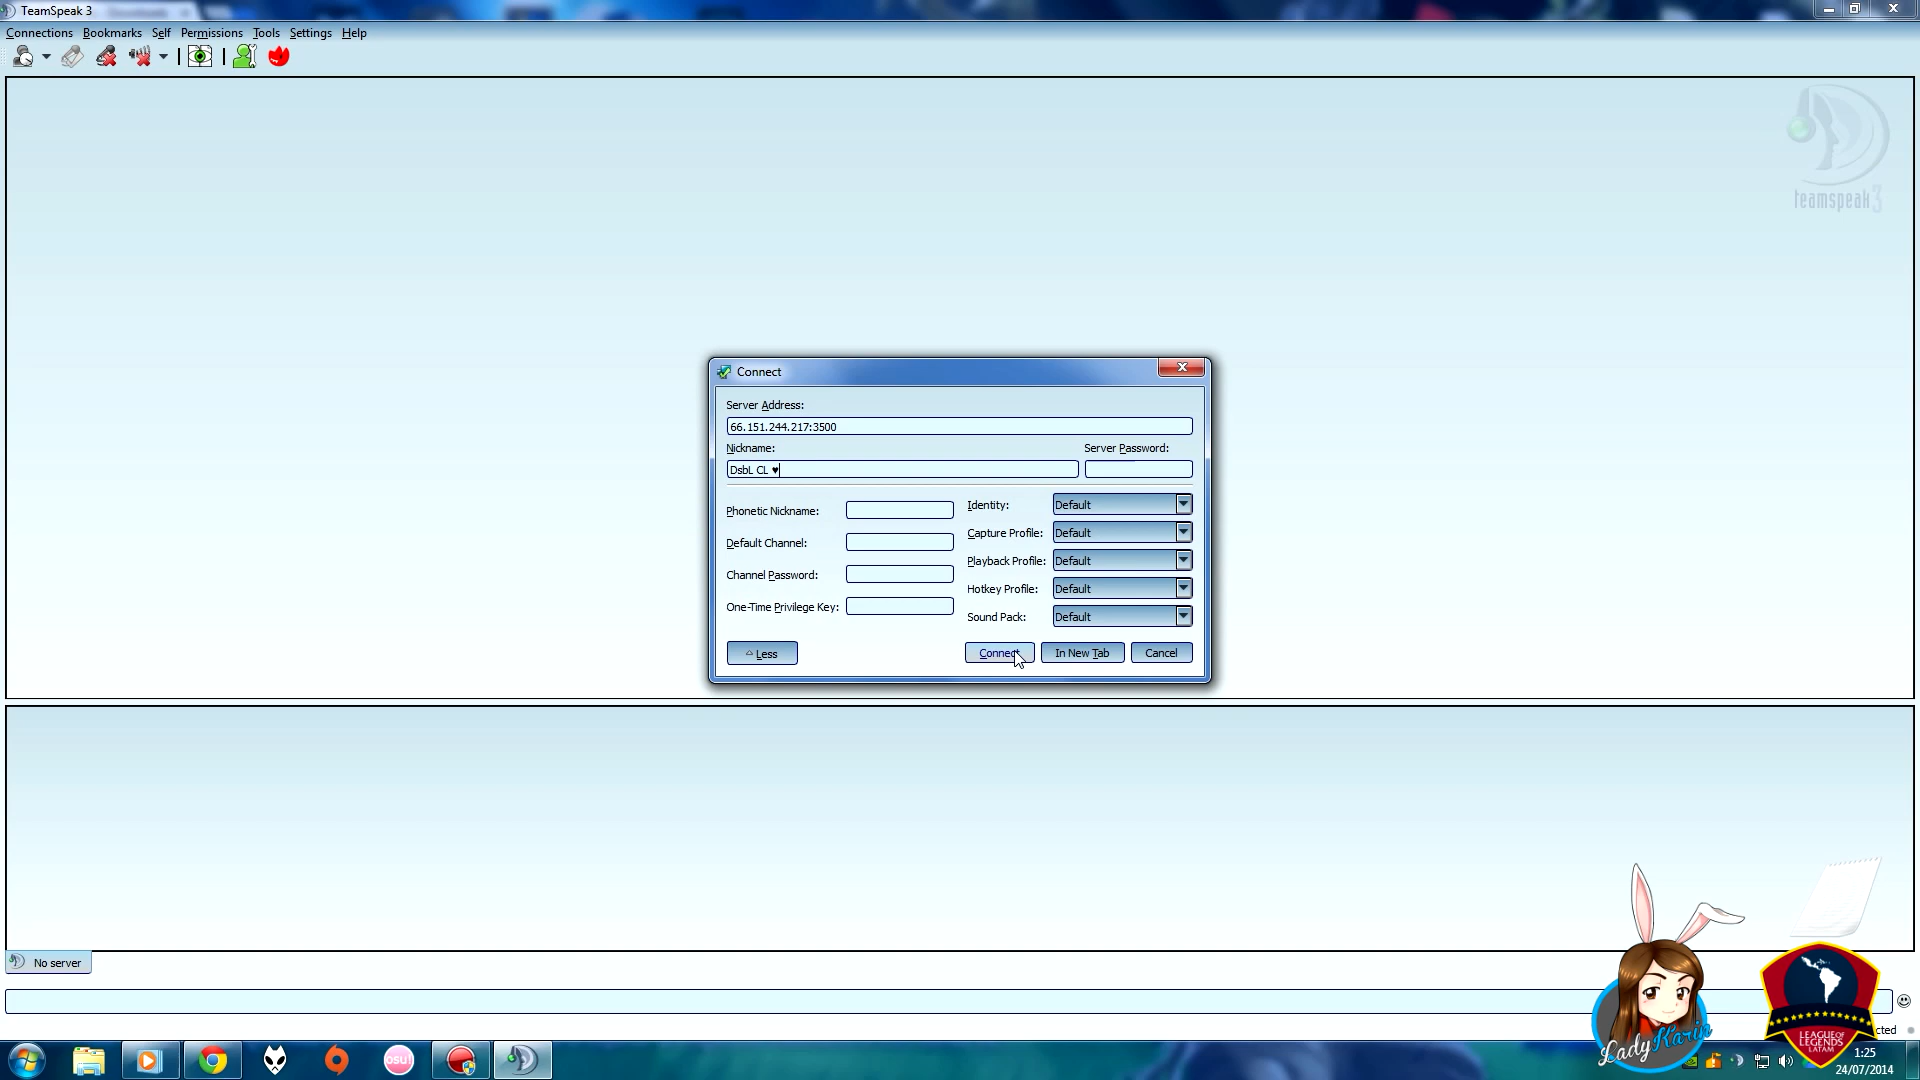 TeamSpeak 3
Connections Bookmarks Self Permissions Tools Settings Help
teamspeak3
Connect
Server Address:
66.151.244.217:3500
Nickname: Server Password:
DsbL CL ♥
Phonetic Nickname: Identity: Default
Default Channel: Capture Profile: Default
Channel Password: Playback Profile: Default
One-Time Privilege Key: Hotkey Profile: Default
Sound Pack: Default
Less Connect In New Tab Cancel
No server
osu!
LadyKarin
LEAGUE OF
LEGENDS
LATAM
1:25
24/07/2014